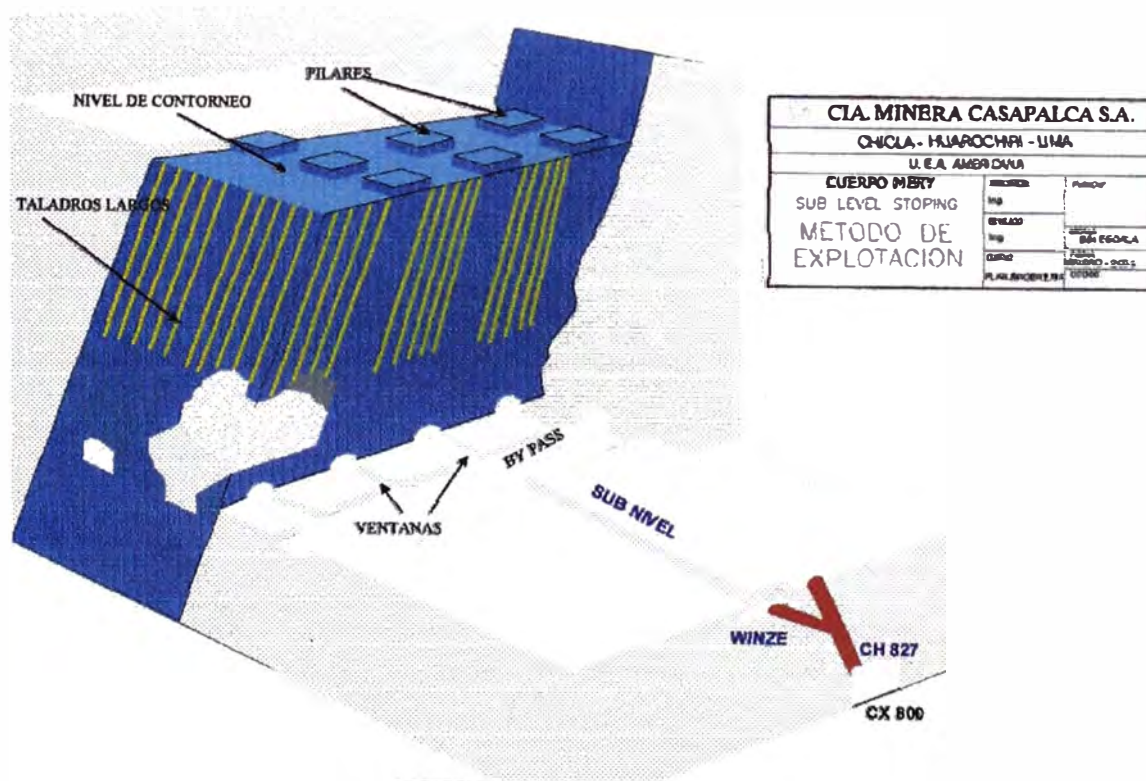 PILARES
NIVEL DE CONTORNEO
TALADROS LARGOS
BY PASS
VENTANAS
SUB NIVEL
WINZE
CH 827
CX 800
CIA. MINERA CASAPALCA S.A.
CHICLA - HUAROCHIRI - LIMA
U. E.A. AMERICANA
CUERPO MERY
SUB LEVEL STOPING
METODO DE
EXPLOTACION
Ing
Ing